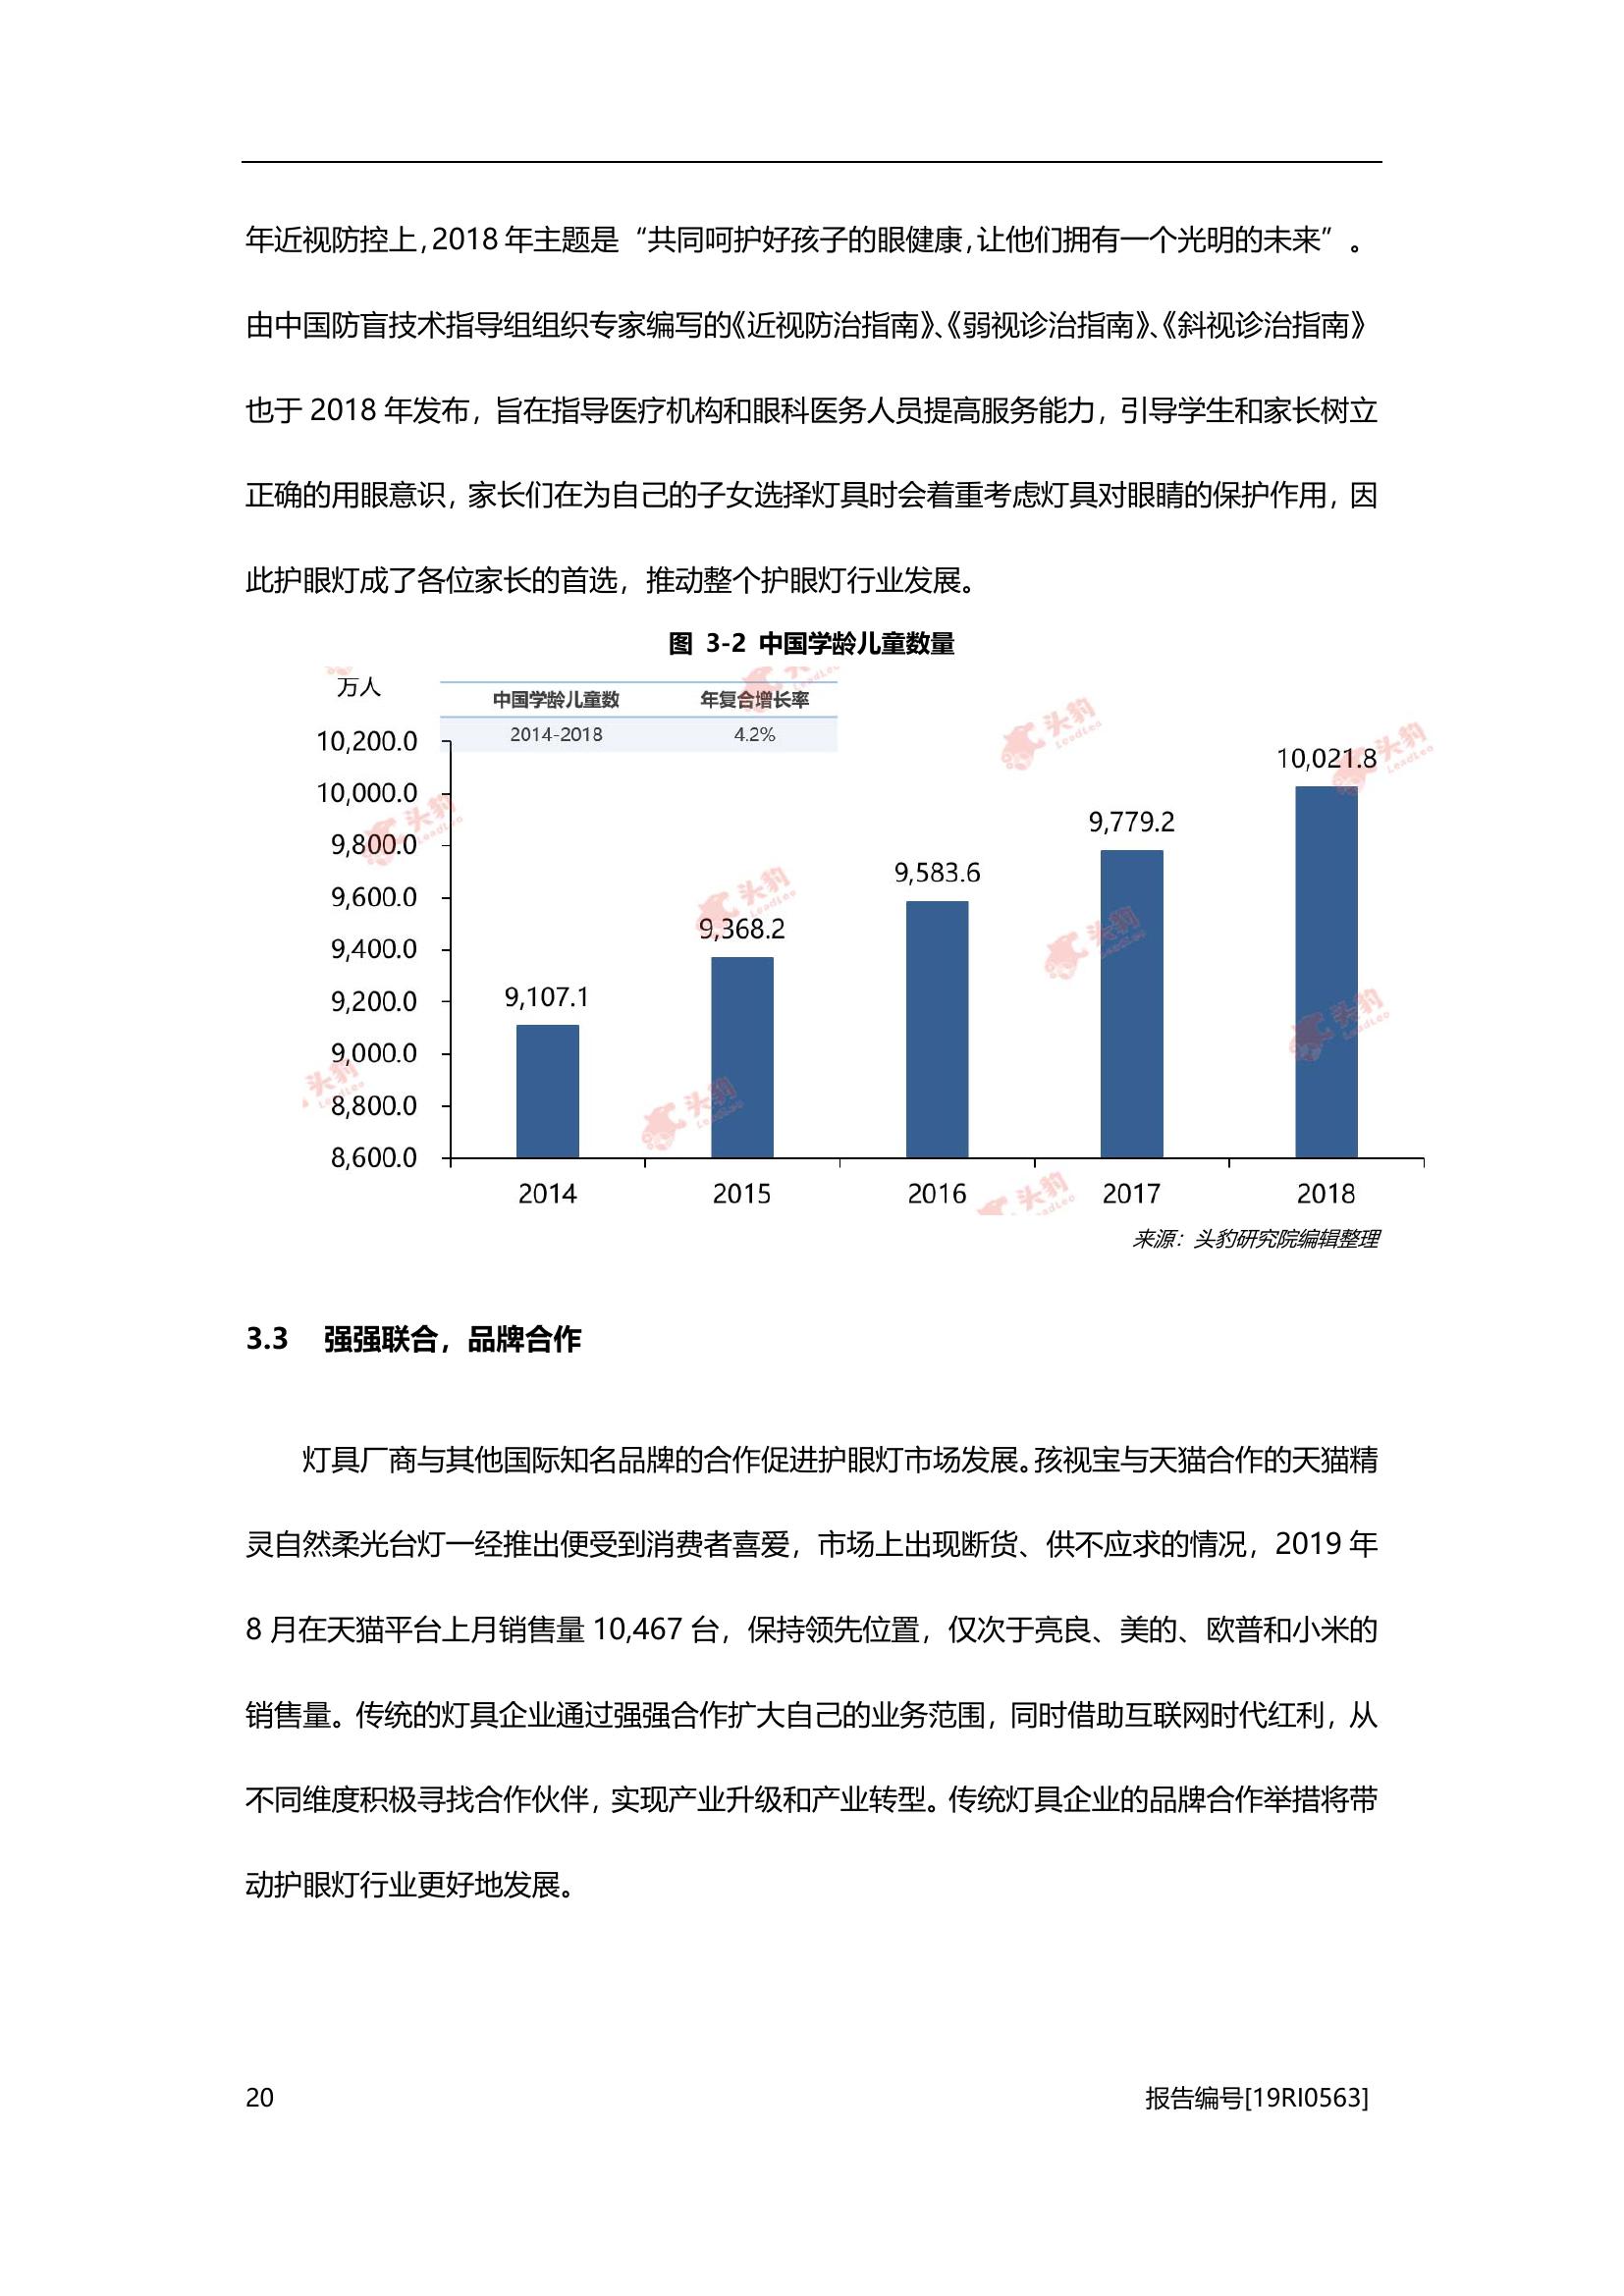 年近视防控上，2018 年主题是“共同呵护好孩子的眼健康，让他们拥有一个光明的未来”。
由中国防盲技术指导组组织专家编写的《近视防治指南》、《弱视诊治指南》、《斜视诊治指南》
也于 2018 年发布，旨在指导医疗机构和眼科医务人员提高服务能力，引导学生和家长树立
正确的用眼意识，家长们在为自己的子女选择灯具时会着重考虑灯具对眼睛的保护作用，因
此护眼灯成了各位家长的首选，推动整个护眼灯行业发展。
图 3-2 中国学龄儿童数量
万人
中国学龄儿童数 年复合增长率
2014-2018 4.2%
10,200.0
10,000.0
9,800.0
9,600.0
9,400.0
9,200.0
9,000.0
8,800.0
8,600.0
9,107.1
9,368.2
9,583.6
9,779.2
10,021.8
2014 2015 2016 2017 2018
头豹 LeadLeo
来源：头豹研究院编辑整理
3.3 强强联合，品牌合作
灯具厂商与其他国际知名品牌的合作促进护眼灯市场发展。孩视宝与天猫合作的天猫精
灵自然柔光台灯一经推出便受到消费者喜爱，市场上出现断货、供不应求的情况，2019 年
8 月在天猫平台上月销售量 10,467 台，保持领先位置，仅次于亮良、美的、欧普和小米的
销售量。传统的灯具企业通过强强合作扩大自己的业务范围，同时借助互联网时代红利，从
不同维度积极寻找合作伙伴，实现产业升级和产业转型。传统灯具企业的品牌合作举措将带
动护眼灯行业更好地发展。
20
报告编号[19RI0563]